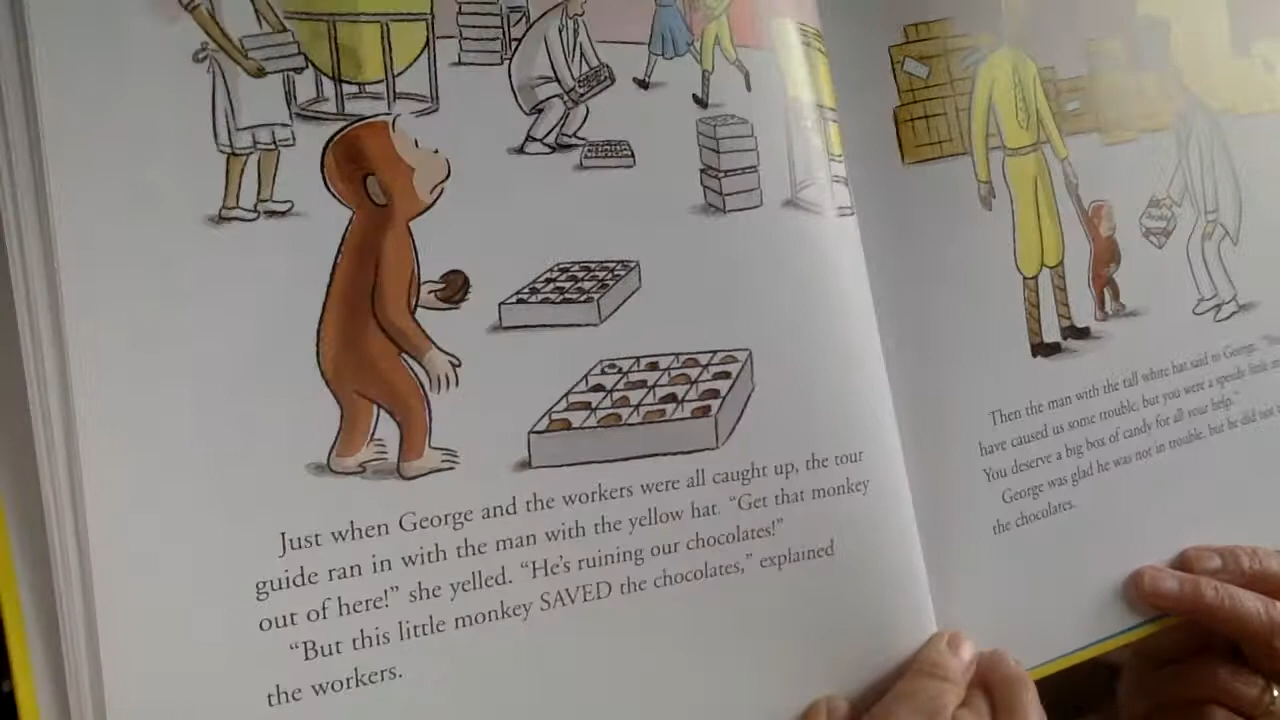 Just when George and the workers were all caught up, the tour
guide ran in with the man with the yellow hat. “Get that monkey
out of here!” she yelled. “He’s ruining our chocolates!”
“But this little monkey SAVED the chocolates,” explained
the workers.
Then the man with the tall white hat said to George,
have caused us some trouble, but you were a speedy little
You deserve a big box of candy for all your help.”
George was glad he was not in trouble, but he did not
the chocolates.